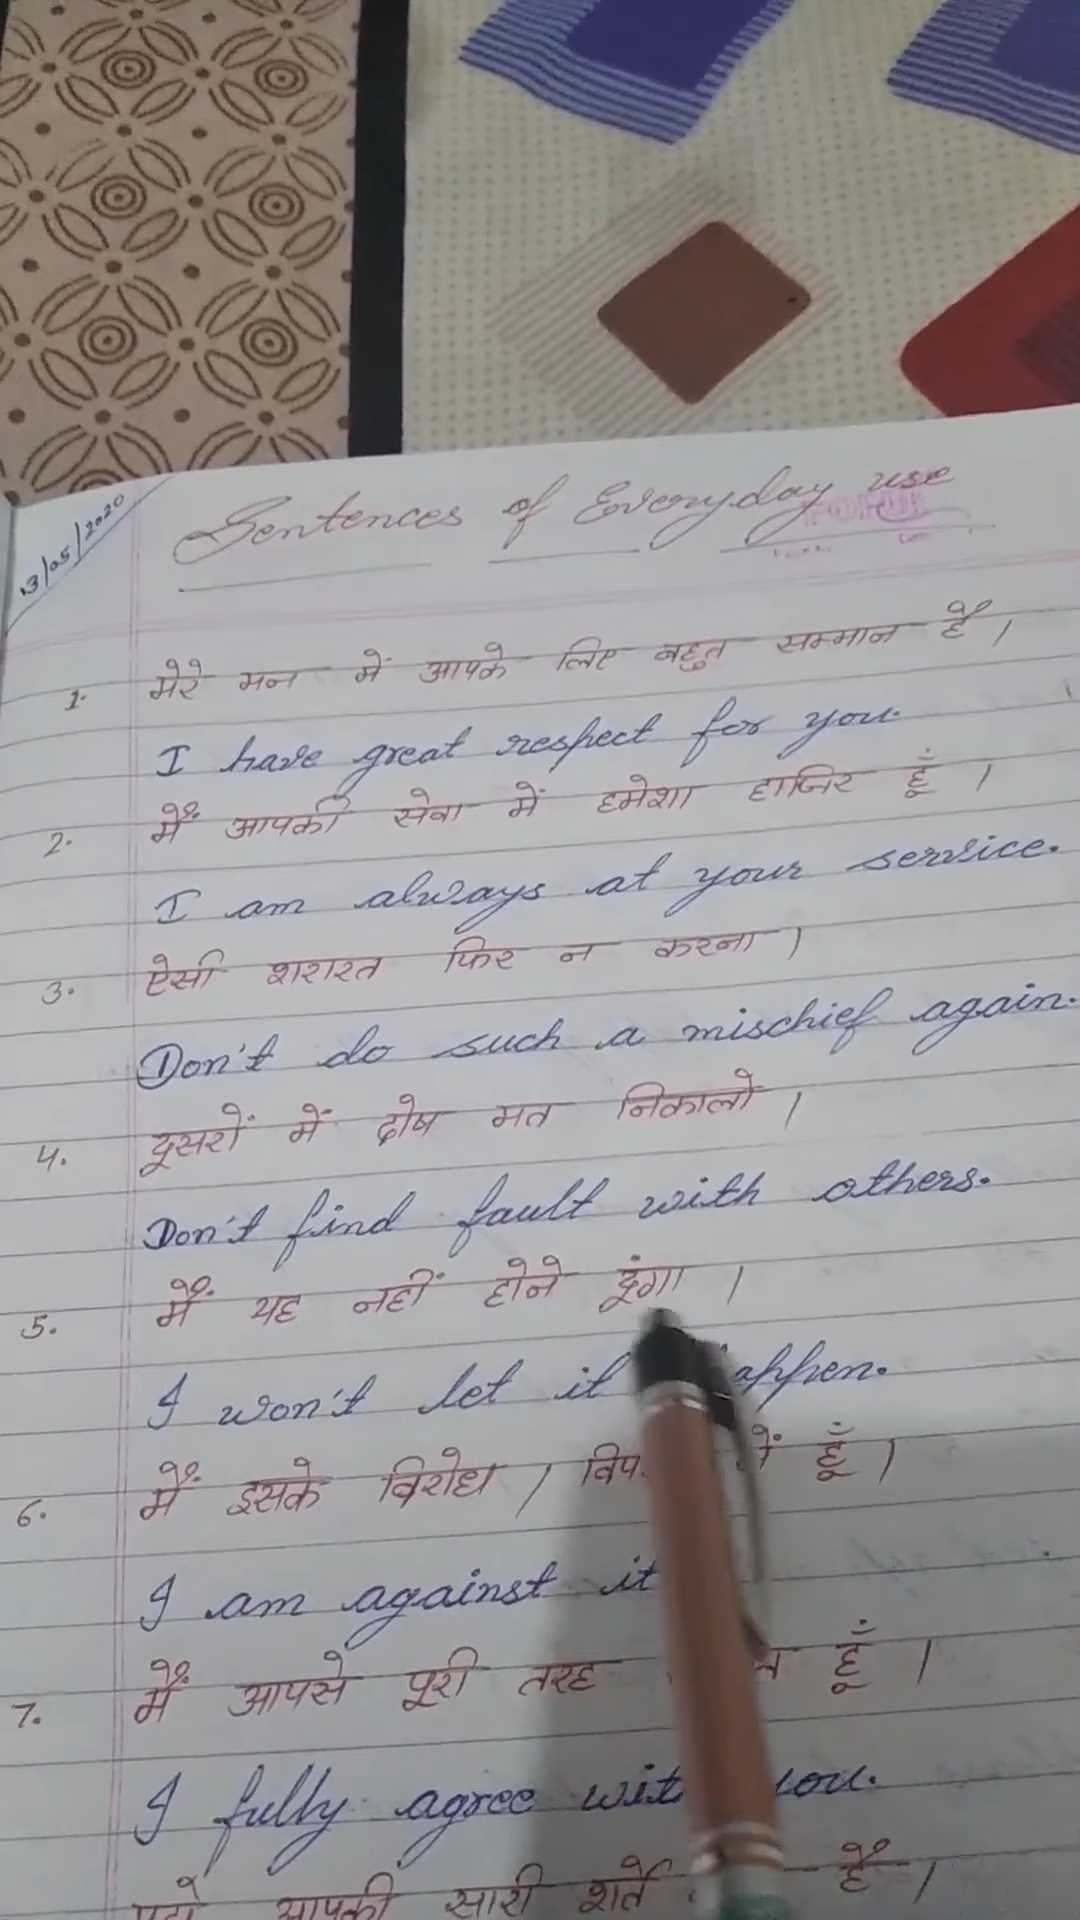 13/05/2020
Sentences of Everyday use
1. मेरे मन में आपके लिए बहुत सम्मान है ।
I have great respect for you.
2. मैं आपकी सेवा में हमेशा हाजिर हूँ ।
I am always at your service.
3. ऐसी शरारत फिर न करना ।
Don't do such a mischief again.
4. दूसरों में दोष मत निकालो ।
Don't find fault with others.
5. मैं यह नहीं होने दूंगा ।
I won't let it
6. मैं इसके विरोध / हूँ ।
I am against it
7. मैं आपसे पूरी तरह हूँ ।
I fully agree
आपकी सारी शर्तें है ।